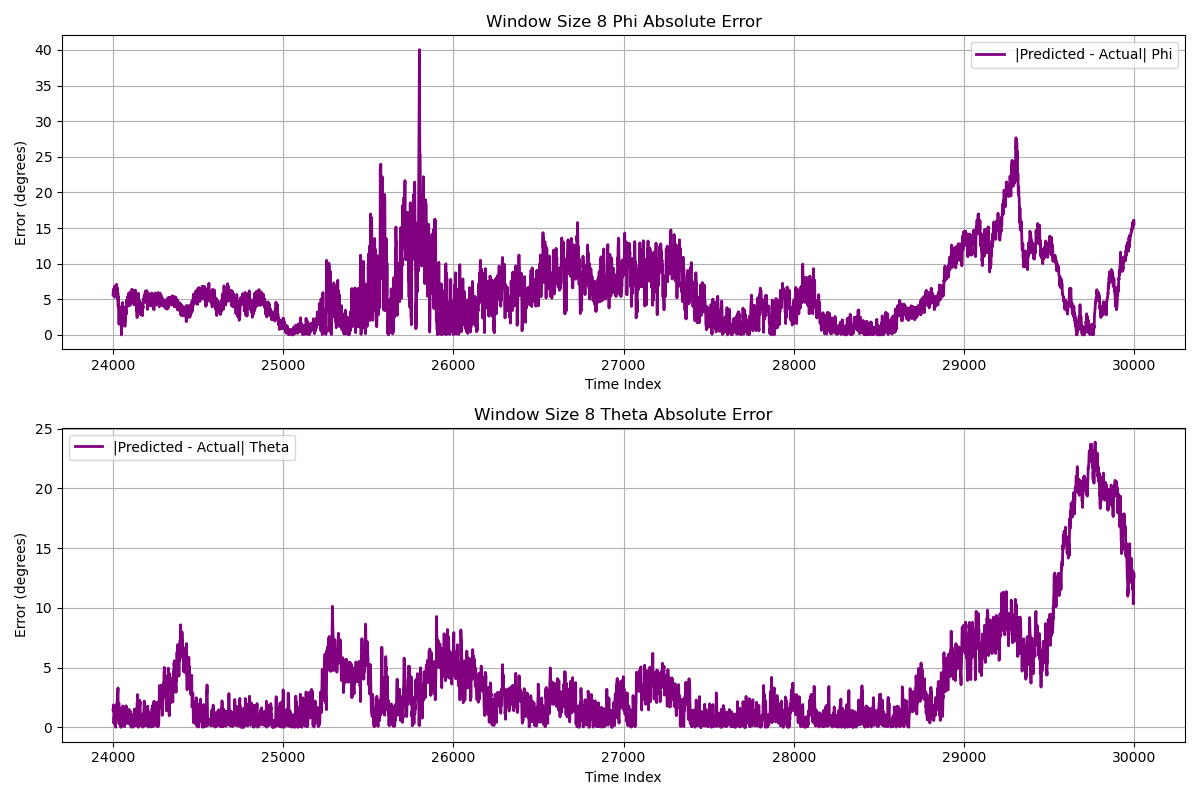 Window Size 8 Phi Absolute Error
|Predicted - Actual| Phi
40
35
30
25
20
15
10
5
0
Error (degrees)
24000 25000 26000 27000 28000 29000 30000
Time Index
Window Size 8 Theta Absolute Error
|Predicted - Actual| Theta
25
20
15
10
5
0
Error (degrees)
24000 25000 26000 27000 28000 29000 30000
Time Index